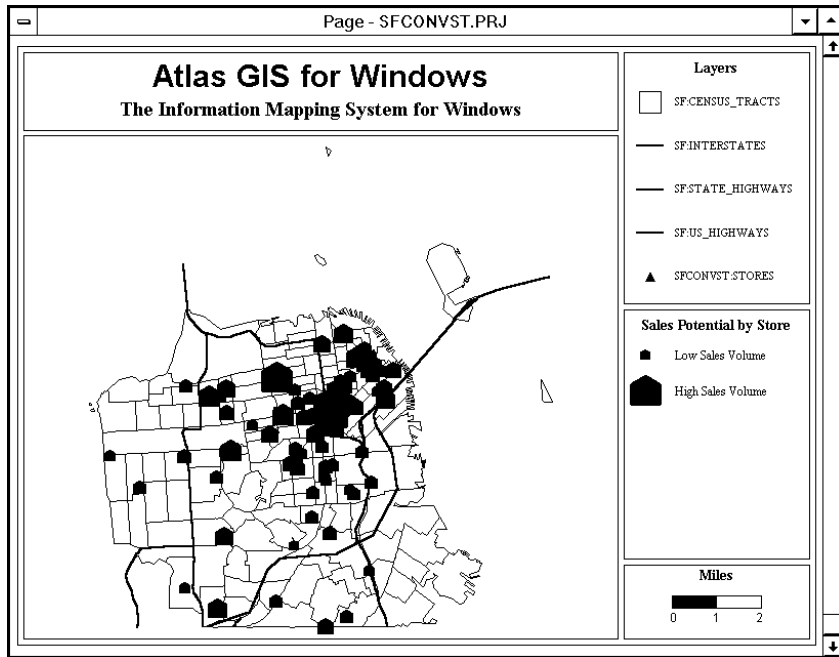 Page - SFCONVST.PRJ
Atlas GIS for Windows
The Information Mapping System for Windows
Layers
SF:CENSUS_TRACTS
SF:INTERSTATES
SF:STATE_HIGHWAYS
SF:US_HIGHWAYS
SFCONVST:STORES
Sales Potential by Store
Low Sales Volume
High Sales Volume
Miles
0 1 2